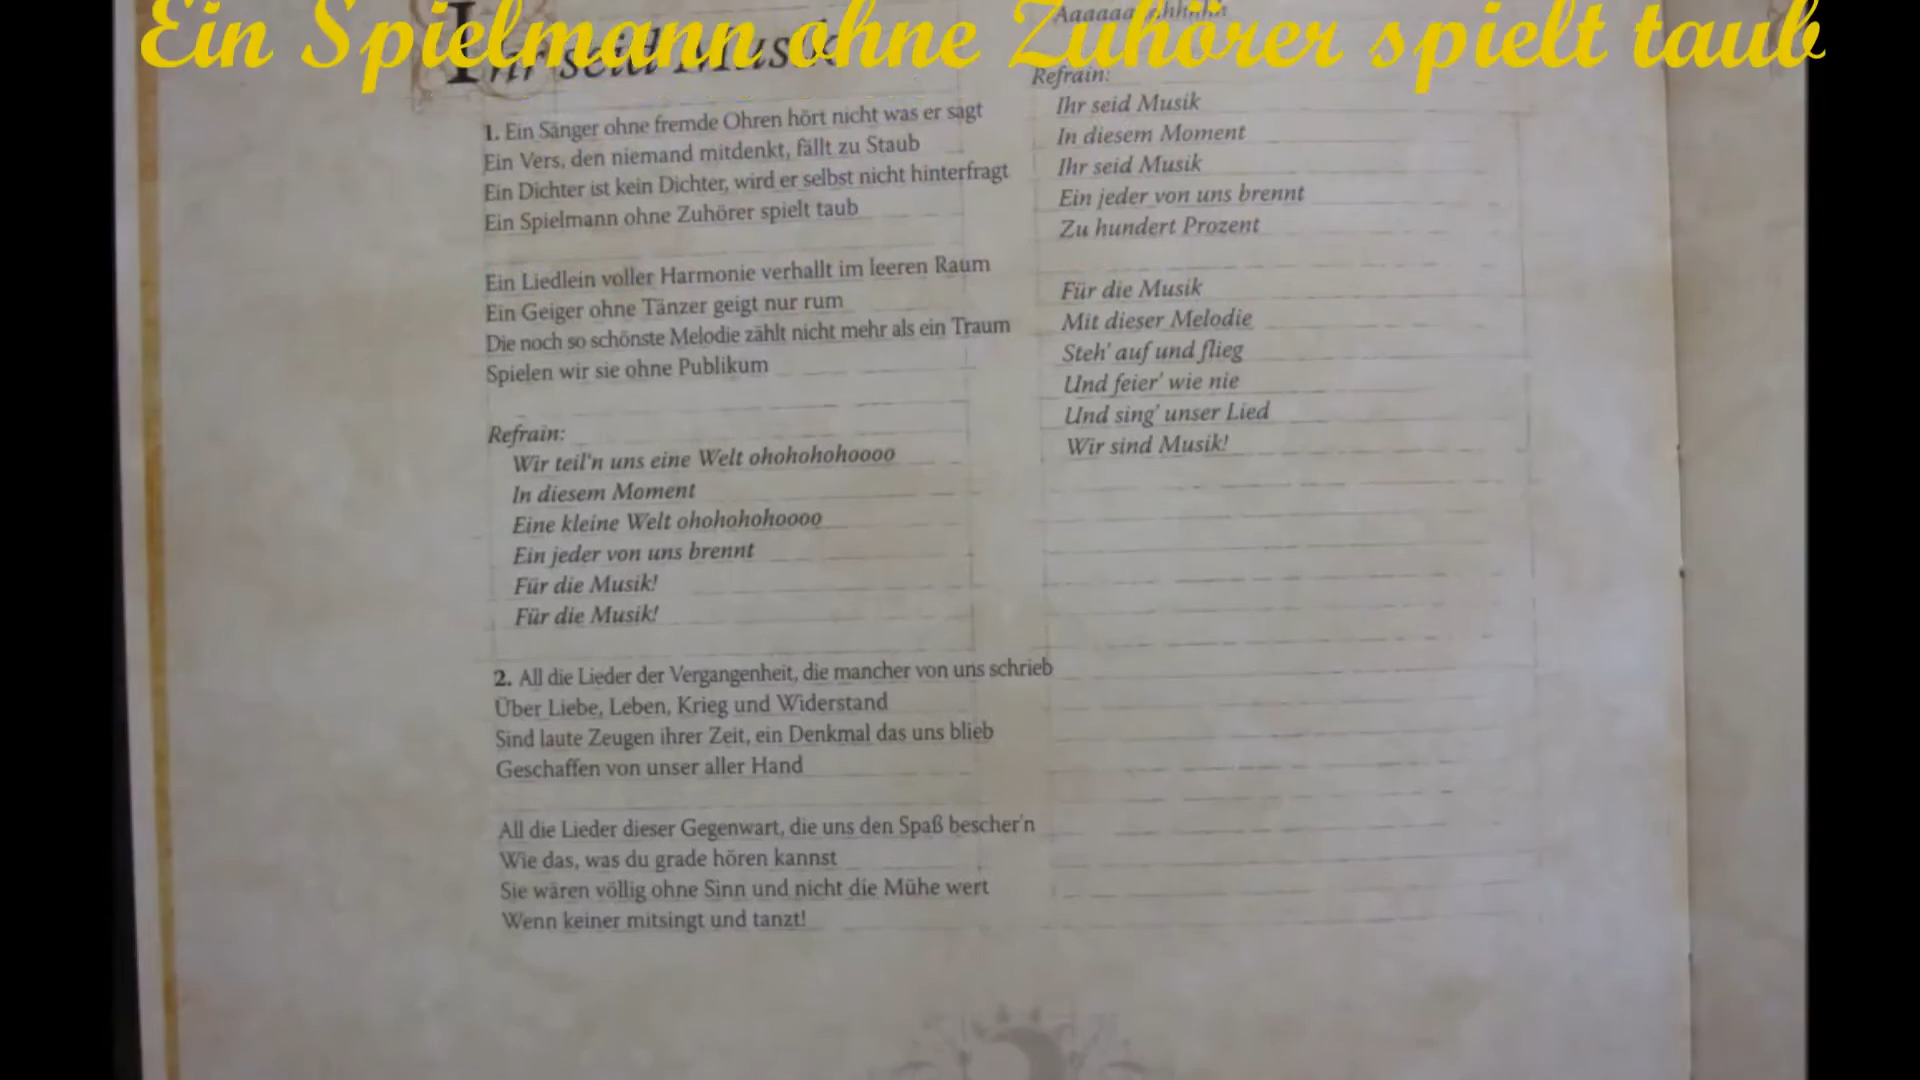 Ein Spielmann ohne Zuhörer spielt taub
Ihr seid Musik
1. Ein Sänger ohne fremde Ohren hört nicht was er sagt
Ein Vers, den niemand mitdenkt, fällt zu Staub
Ein Dichter ist kein Dichter, wird er selbst nicht hinterfragt
Ein Spielmann ohne Zuhörer spielt taub
Ein Liedlein voller Harmonie verhallt im leeren Raum
Ein Geiger ohne Tänzer geigt nur rum
Die noch so schönste Melodie zählt nicht mehr als ein Traum
Spielen wir sie ohne Publikum
Refrain:
Wir teil'n uns eine Welt ohohohohoooo
In diesem Moment
Eine kleine Welt ohohohohoooo
Ein jeder von uns brennt
Für die Musik!
Für die Musik!
2. All die Lieder der Vergangenheit, die mancher von uns schrieb
Über Liebe, Leben, Krieg und Widerstand
Sind laute Zeugen ihrer Zeit, ein Denkmal das uns blieb
Geschaffen von unser aller Hand
All die Lieder dieser Gegenwart, die uns den Spaß bescher'n
Wie das, was du grade hören kannst
Sie wären völlig ohne Sinn und nicht die Mühe wert
Wenn keiner mitsingt und tanzt!
Refrain:
Ihr seid Musik
In diesem Moment
Ihr seid Musik
Ein jeder von uns brennt
Zu hundert Prozent
Für die Musik
Mit dieser Melodie
Steh' auf und flieg
Und feier' wie nie
Und sing' unser Lied
Wir sind Musik!